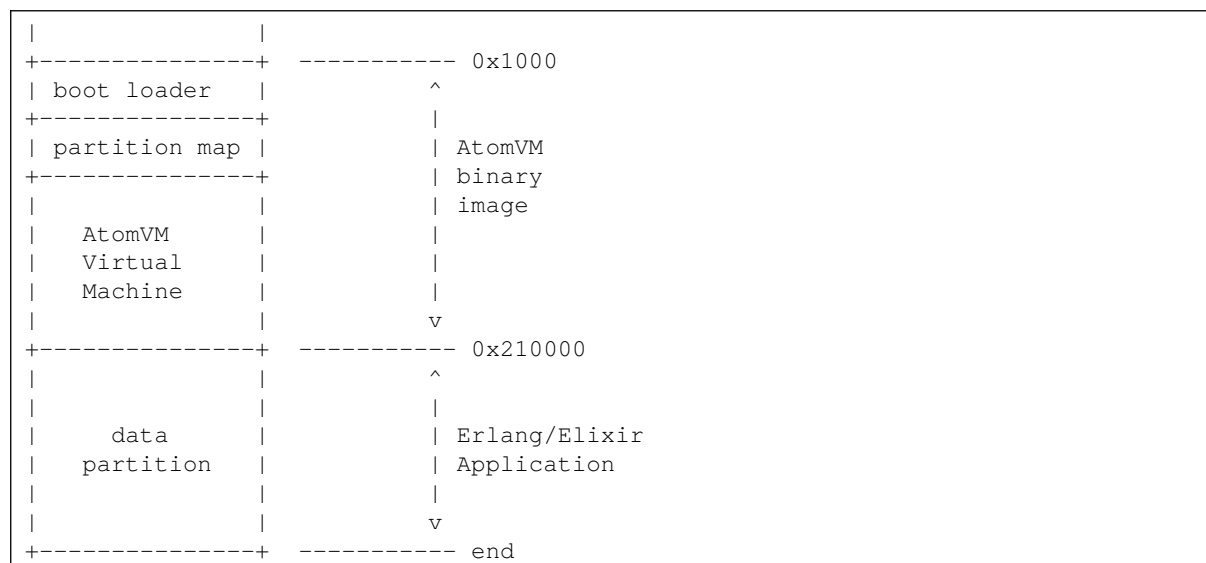 |               |
+---------------+  ----------- 0x1000
| boot loader   |          ^
+---------------+          |
| partition map |          | AtomVM
+---------------+          | binary
|               |          | image
|   AtomVM      |          |
|   Virtual     |          |
|   Machine     |          |
|               |          v
+---------------+  ----------- 0x210000
|               |          ^
|               |          |
|     data      |          | Erlang/Elixir
|   partition   |          | Application
|               |          |
|               |          v
+---------------+  ----------- end